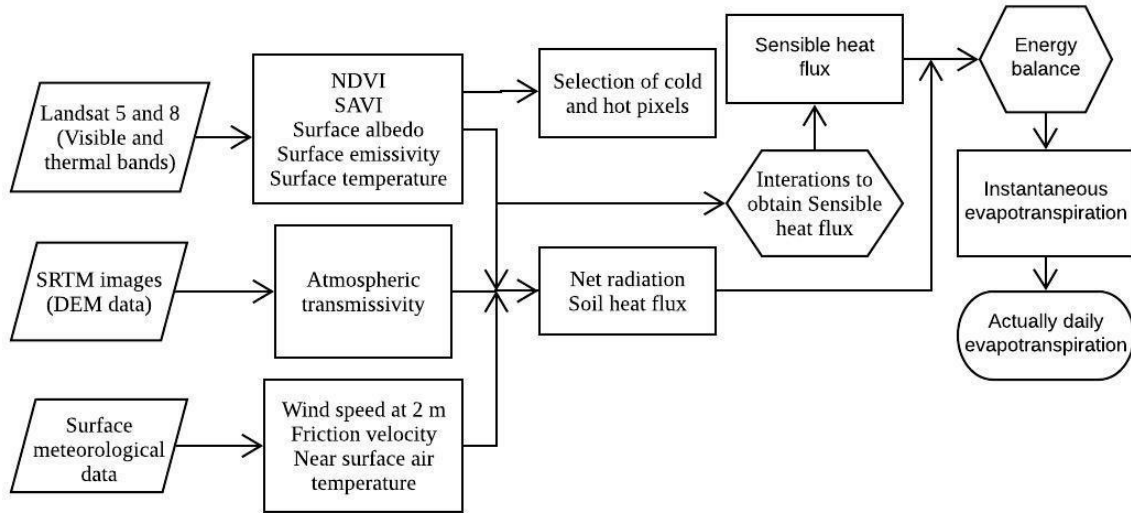 Landsat 5 and 8
(Visible and
thermal bands)
NDVI
SAVI
Surface albedo
Surface emissivity
Surface temperature
Selection of cold
and hot pixels
Sensible heat
flux
Energy
balance
Interations to
obtain Sensible
heat flux
Instantaneous
evapotranspiration
SRTM images
(DEM data)
Atmospheric
transmissivity
Net radiation
Soil heat flux
Actually daily
evapotranspiration
Surface
meteorological
data
Wind speed at 2 m
Friction velocity
Near surface air
temperature